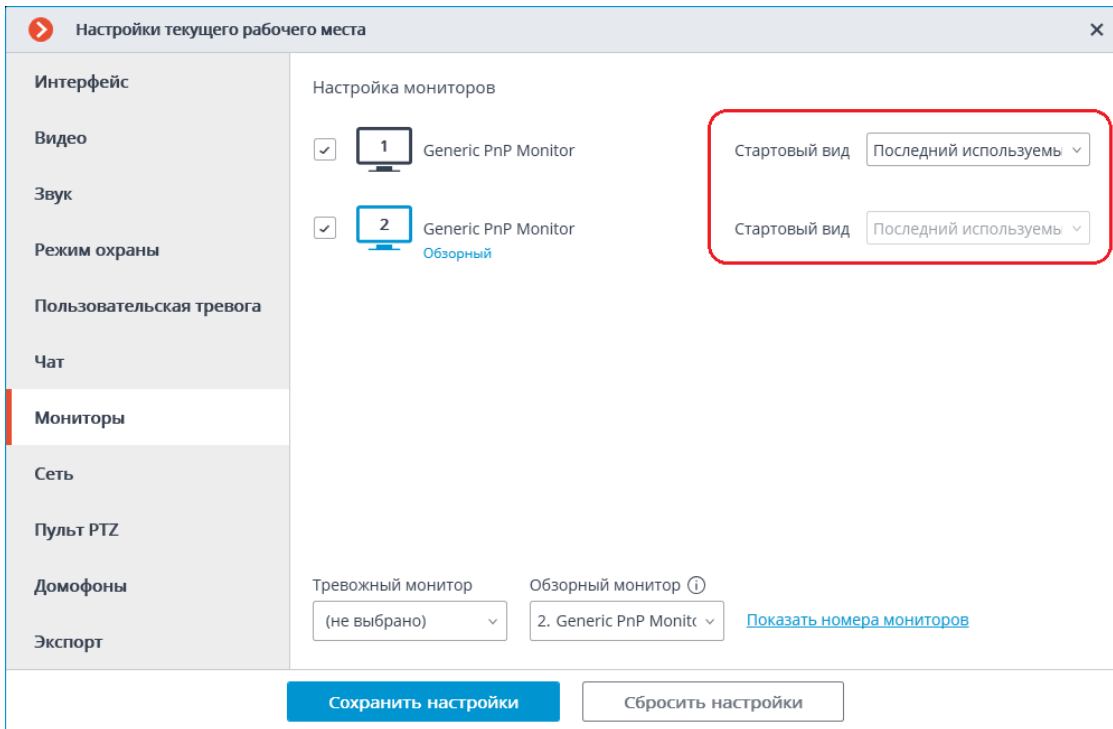 Настройки текущего рабочего места
Интерфейс
Видео
Звук
Режим охраны
Пользовательская тревога
Чат
Мониторы
Сеть
Пульт PTZ
Домофоны
Экспорт
Настройка мониторов
1 Generic PnP Monitor Стартовый вид Последний используемы
2 Generic PnP Monitor Стартовый вид Последний используемы
Обзорный
Тревожный монитор Обзорный монитор
(не выбрано) 2. Generic PnP Monitc Показать номера мониторов
Сохранить настройки Сбросить настройки